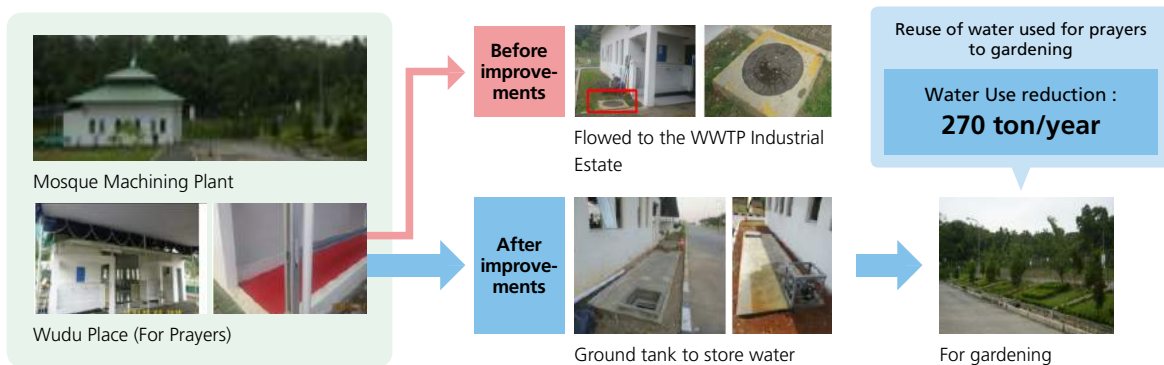 Mosque Machining Plant
Wudu Place (For Prayers)
Before
improve-
ments
Flowed to the WWTP Industrial
Estate
After
improve-
ments
Ground tank to store water
Reuse of water used for prayers
to gardening
Water Use reduction :
270 ton/year
For gardening